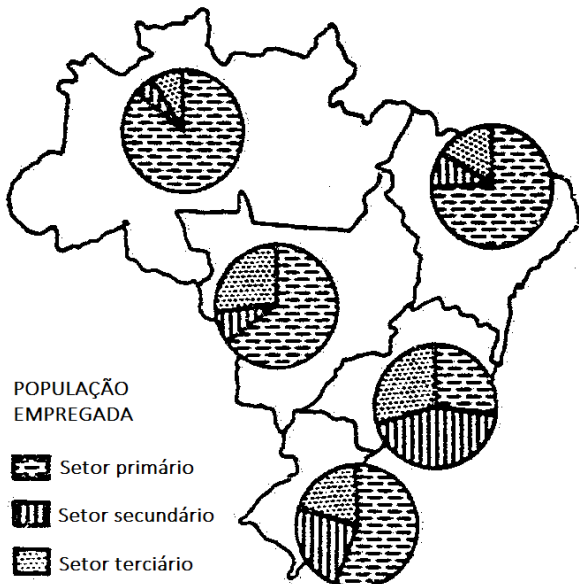 POPULAÇÃO
EMPREGADA
Setor primário
Setor secundário
Setor terciário